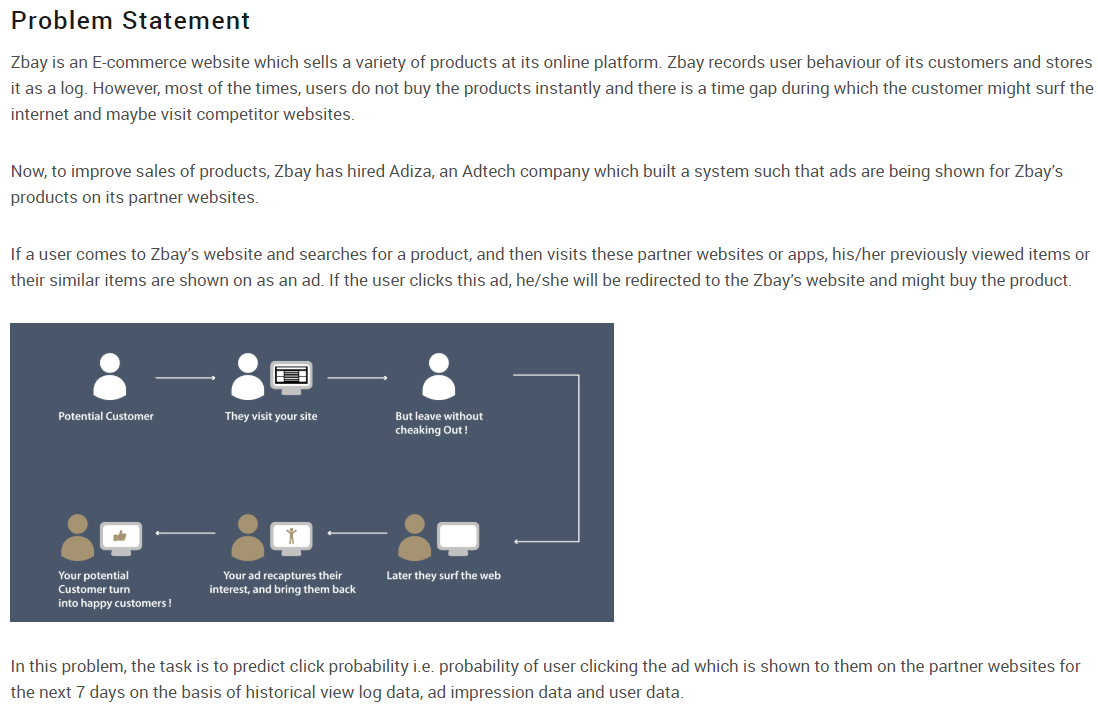 Problem Statement
Zbay is an E-commerce website which sells a variety of products at its online platform. Zbay records user behaviour of its customers and stores
it as a log. However, most of the times, users do not buy the products instantly and there is a time gap during which the customer might surf the
internet and maybe visit competitor websites.
Now, to improve sales of products, Zbay has hired Adiza, an Adtech company which built a system such that ads are being shown for Zbay’s
products on its partner websites.
If a user comes to Zbay’s website and searches for a product, and then visits these partner websites or apps, his/her previously viewed items or
their similar items are shown on as an ad. If the user clicks this ad, he/she will be redirected to the Zbay’s website and might buy the product.
Potential Customer
They visit your site
But leave without
cheaking Out !
Your potential
Customer turn
into happy customers !
Your ad recaptures their
interest, and bring them back
Later they surf the web
In this problem, the task is to predict click probability i.e. probability of user clicking the ad which is shown to them on the partner websites for
the next 7 days on the basis of historical view log data, ad impression data and user data.